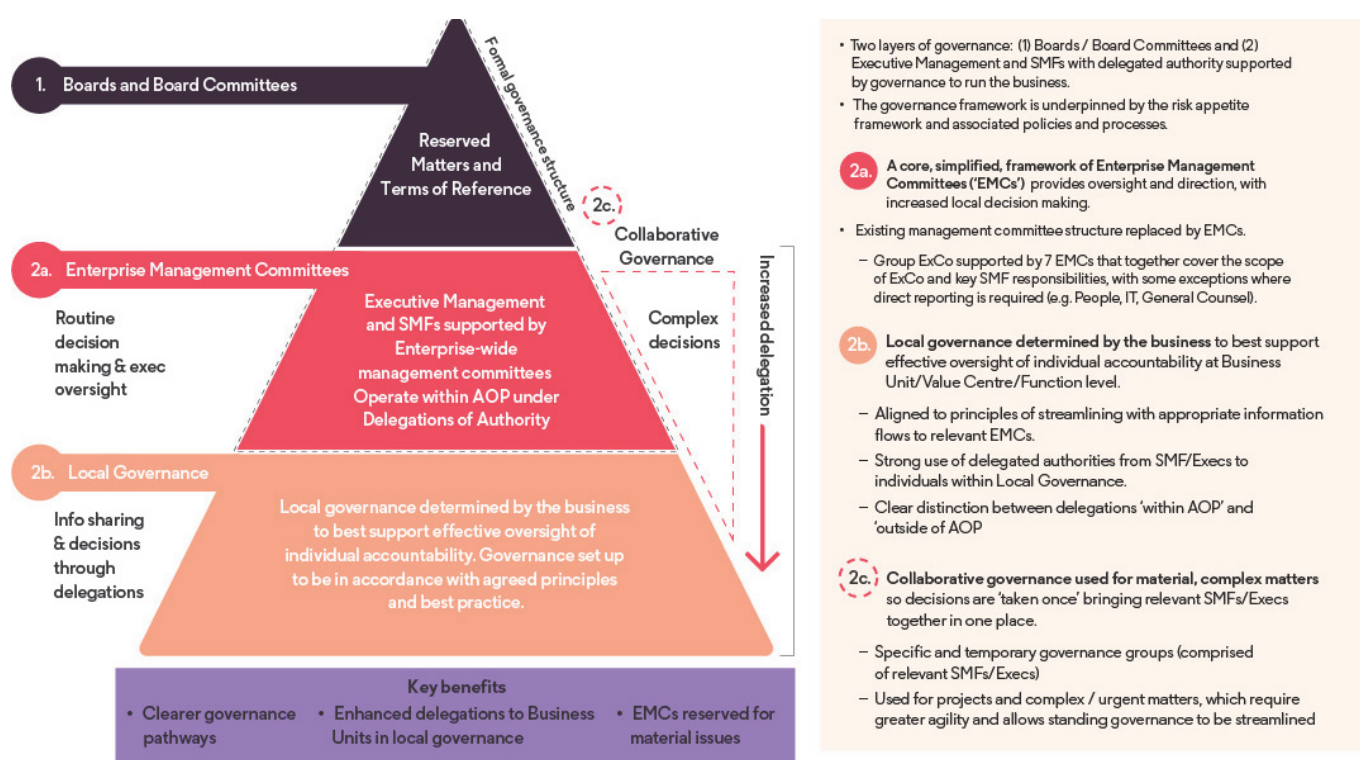 Formal governance structure
1. Boards and Board Committees
Reserved
Matters and
Terms of Reference
2c.
Collaborative
Governance
Complex
decisions
Increased delegation
2a. Enterprise Management Committees
Routine
decision
making & exec
oversight
Executive Management
and SMFs supported by
Enterprise-wide
management committees
Operate within AOP under
Delegations of Authority
2b. Local Governance
Info sharing
& decisions
through
delegations
Local governance determined by the business
to best support effective oversight of
individual accountability. Governance set up
to be in accordance with agreed principles
and best practice.
Key benefits
• Clearer governance
pathways
• Enhanced delegations to Business
Units in local governance
• EMCs reserved for
material issues
• Two layers of governance: (1) Boards / Board Committees and (2)
Executive Management and SMFs with delegated authority supported
by governance to run the business.
• The governance framework is underpinned by the risk appetite
framework and associated policies and processes.
2a. A core, simplified, framework of Enterprise Management
Committees (‘EMCs’) provides oversight and direction, with
increased local decision making.
• Existing management committee structure replaced by EMCs.
– Group ExCo supported by 7 EMCs that together cover the scope
of ExCo and key SMF responsibilities, with some exceptions where
direct reporting is required (e.g. People, IT, General Counsel).
2b. Local governance determined by the business to best support
effective oversight of individual accountability at Business
Unit/Value Centre/Function level.
– Aligned to principles of streamlining with appropriate information
flows to relevant EMCs.
– Strong use of delegated authorities from SMF/Execs to
individuals within Local Governance.
– Clear distinction between delegations ‘within AOP’ and
‘outside of AOP
2c. Collaborative governance used for material, complex matters
so decisions are ‘taken once’ bringing relevant SMFs/Execs
together in one place.
– Specific and temporary governance groups (comprised
of relevant SMFs/Execs)
– Used for projects and complex / urgent matters, which require
greater agility and allows standing governance to be streamlined